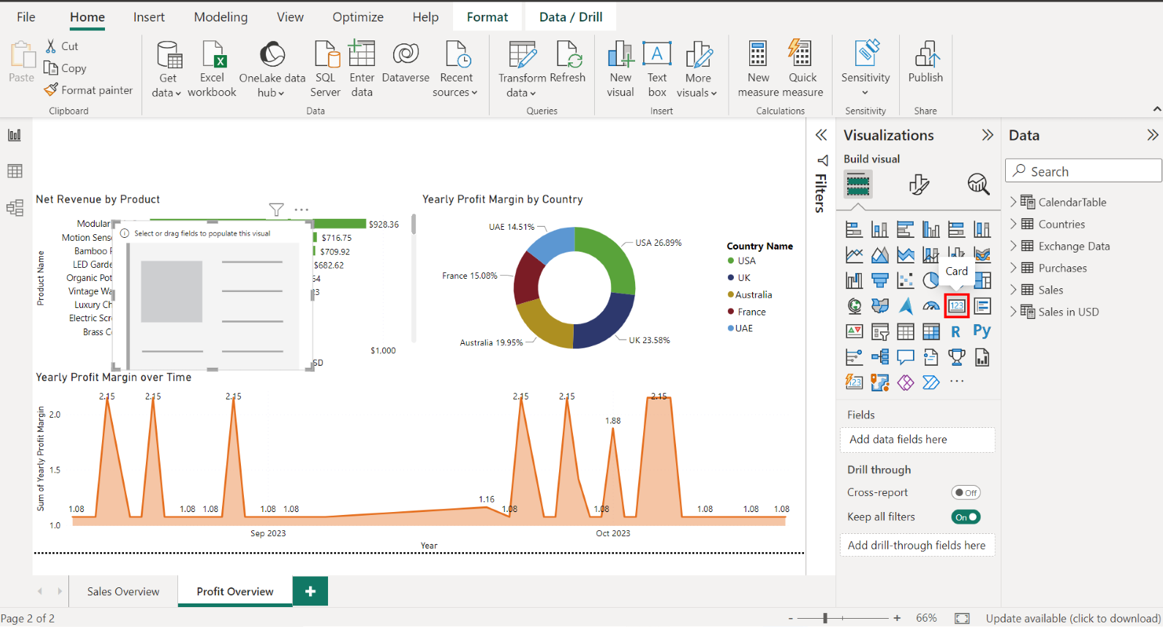 File Home Insert Modeling View Optimize Help Format Data / Drill
Paste
Cut
Copy
Format painter
Get data
Excel workbook
OneLake data hub
SQL Server
Enter data
Dataverse
Recent sources
Transform data
Refresh
New visual
Text box
More visuals
New measure
Quick measure
Sensitivity
Publish
Clipboard Data Queries Insert Calculations Sensitivity Share
Net Revenue by Product
Product Name
Modular
Motion Sens
Bamboo
LED Garde
Organic Pot
Vintage Wa
Luxury Ch
Electric Scr
Brass C
$928.36
$716.75
$709.92
$682.62
$1,000
Select or drag fields to populate this visual
Yearly Profit Margin by Country
UAE 14.51%
USA 26.89%
France 15.08%
Australia 19.95%
UK 23.58%
Country Name
USA
UK
Australia
France
UAE
Yearly Profit Margin over Time
Sum of Yearly Profit Margin
2.0
1.5
1.0
2.15 2.15 2.15 2.15 2.15 1.88 2.15
1.08 1.08 1.08 1.08 1.08 1.16 1.08 1.08 1.08 1.08 1.08
Sep 2023 Oct 2023
Year
Filters
Visualizations
Build visual
Card
123
R Py
Fields
Add data fields here
Drill through
Cross-report Off
Keep all filters On
Add drill-through fields here
Data
Search
CalendarTable
Countries
Exchange Data
Purchases
Sales
Sales in USD
Sales Overview Profit Overview +
Page 2 of 2
- + 66% Update available (click to download)